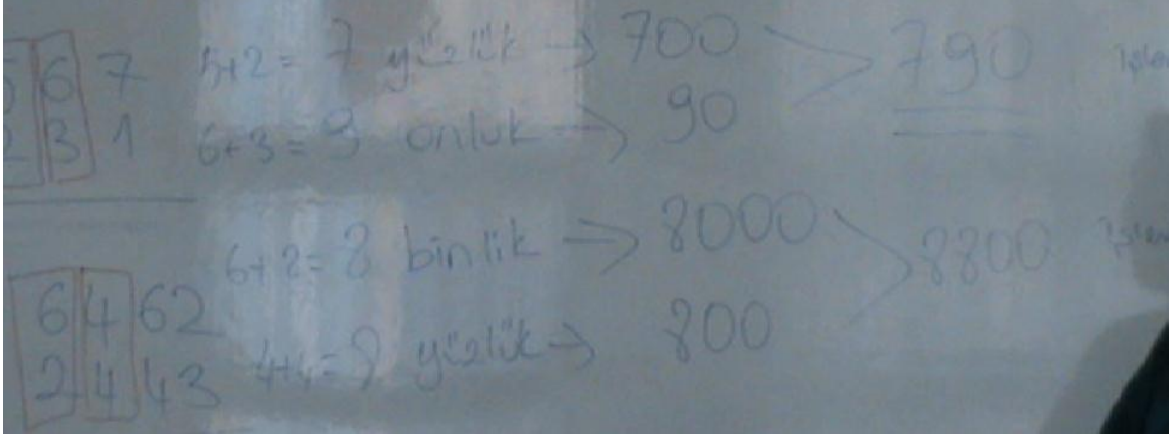 5 6 7 5+2 = 7 yüzlük → 700
2 3 1 6+3 = 9 onluk → 90
790
6+2= 8 binlik → 8000
6 4 62
2 4 43 4+4=8 yüzlük → 800
8800